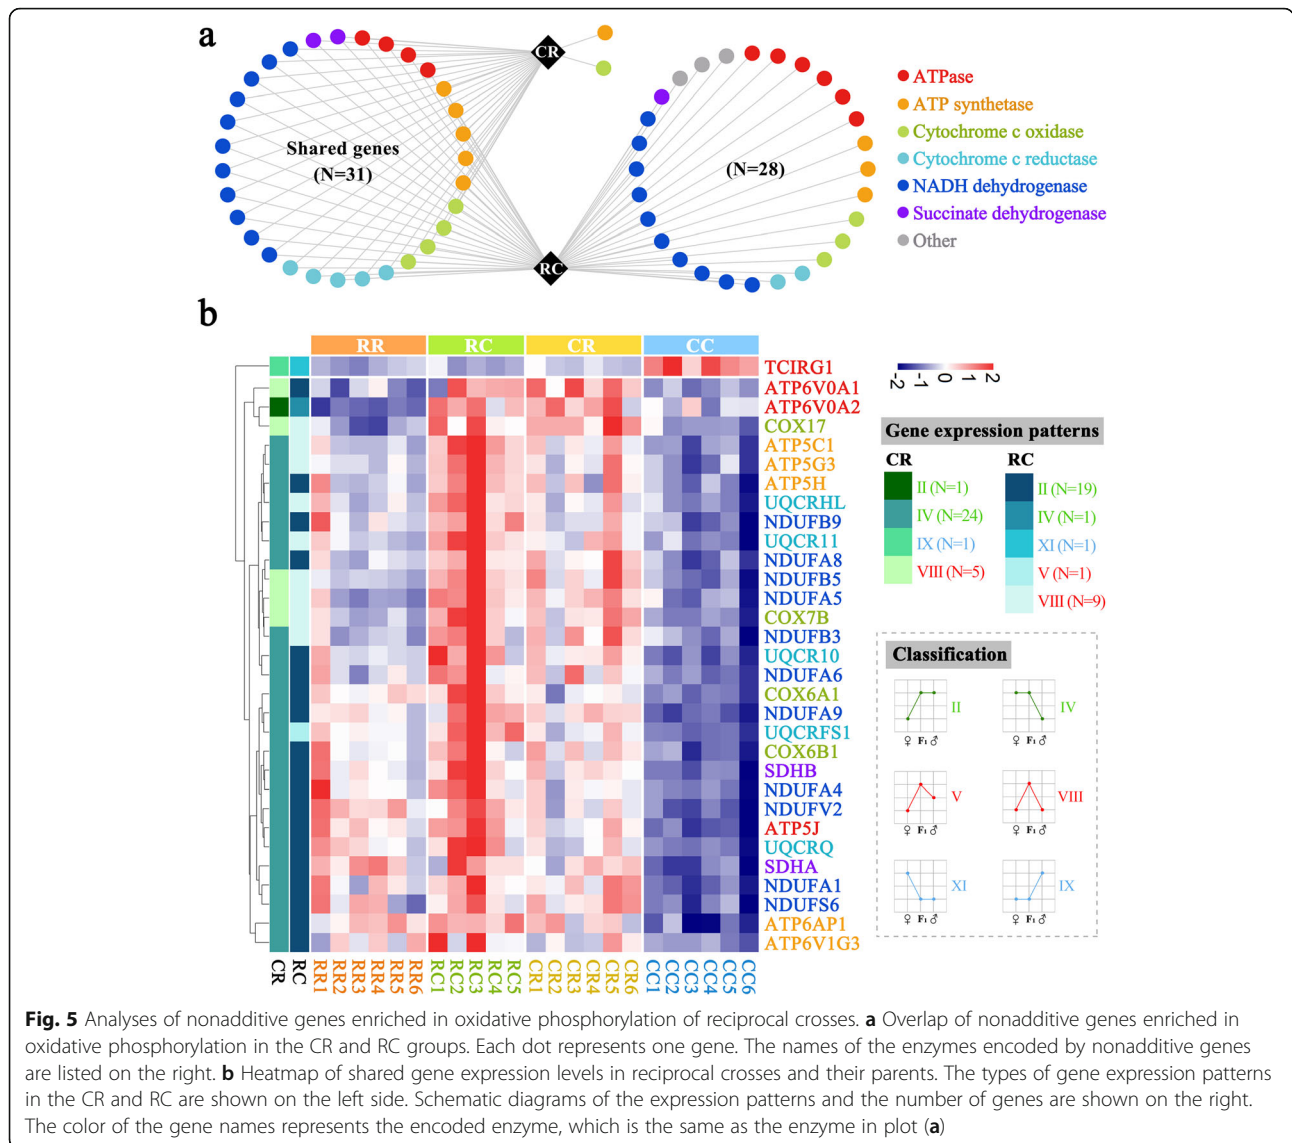 a
CR
Shared genes
(N=31)
(N=28)
RC
ATPase
ATP synthetase
Cytochrome c oxidase
Cytochrome c reductase
NADH dehydrogenase
Succinate dehydrogenase
Other
b
RR RC CR CC
TCIRG1
ATP6V0A1
ATP6V0A2
COX17
ATP5C1
ATP5G3
ATP5H
UQCRHL
NDUFB9
UQCR11
NDUFA8
NDUFB5
NDUFA5
COX7B
NDUFB3
UQCR10
NDUFA6
COX6A1
NDUFA9
UQCRFS1
COX6B1
SDHB
NDUFA4
NDUFV2
ATP5J
UQCRQ
SDHA
NDUFA1
NDUFS6
ATP6AP1
ATP6V1G3
CR RC RR1 RR2 RR3 RR4 RR5 RR6 RC1 RC2 RC3 RC4 RC5 CR1 CR2 CR3 CR4 CR5 CR6 CC1 CC2 CC3 CC4 CC5 CC6
-2 -1 0 1 2
Gene expression patterns
CR RC
II (N=1) II (N=19)
IV (N=24) IV (N=1)
IX (N=1) XI (N=1)
VIII (N=5) V (N=1)
VIII (N=9)
Classification
II IV
♀ F1 ♂ ♀ F1 ♂
V VIII
♀ F1 ♂ ♀ F1 ♂
XI IX
♀ F1 ♂ ♀ F1 ♂
Fig. 5 Analyses of nonadditive genes enriched in oxidative phosphorylation of reciprocal crosses. a Overlap of nonadditive genes enriched in
oxidative phosphorylation in the CR and RC groups. Each dot represents one gene. The names of the enzymes encoded by nonadditive genes
are listed on the right. b Heatmap of shared gene expression levels in reciprocal crosses and their parents. The types of gene expression patterns
in the CR and RC are shown on the left side. Schematic diagrams of the expression patterns and the number of genes are shown on the right.
The color of the gene names represents the encoded enzyme, which is the same as the enzyme in plot (a)